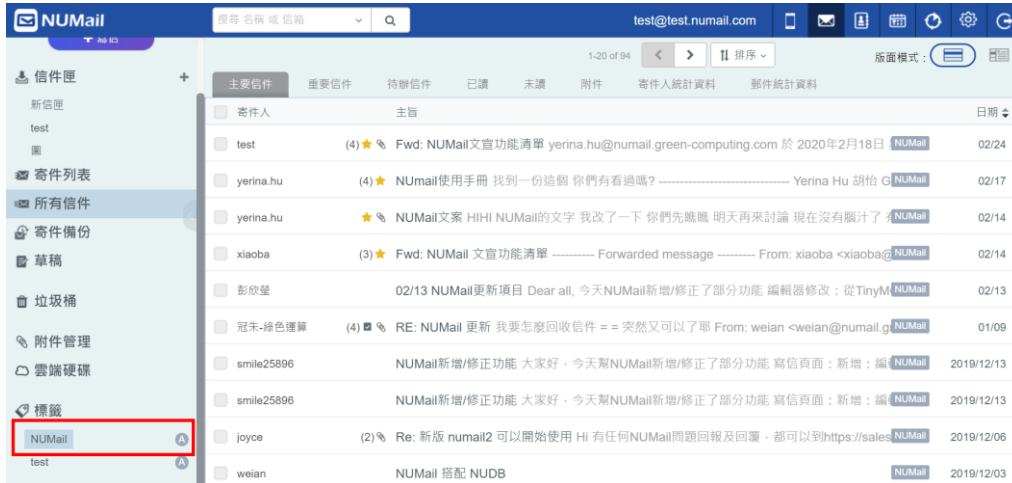 NUMail
搜尋 名稱 或 信箱
test@test.numail.com
寫信
1-20 of 94
排序
版面模式：
信件匣
新信匣
test
主要信件 重要信件 待辦信件 已讀 未讀 附件 寄件人統計資料 郵件統計資料
寄件人 主旨 日期
test (4) Fwd: NUMail文宣功能清單 yerina.hu@numail.green-computing.com 於 2020年2月18日 NUMail 02/24
寄件列表
yerina.hu (4) NUmail使用手冊 找到一份這個 你們有看過嗎? -------------------------------- Yerina Hu 胡怡 G NUMail 02/17
所有信件
yerina.hu NUMail文案 HIHI NUMail的文字 我改了一下 你們先瞧瞧 明天再來討論 現在沒有腦汁了 NUMail 02/14
寄件備份
xiaoba (3) Fwd: NUMail 文宣功能清單 ---------- Forwarded message --------- From: xiaoba <xiaoba@ NUMail 02/14
草稿
彭欣瑩 02/13 NUMail更新項目 Dear all, 今天NUMail新增/修正了部分功能 編輯器修改：從TinyM NUMail 02/13
垃圾桶
冠朱-綠色運算 (4) RE: NUMail 更新 我要怎麼回收信件 = = 突然又可以了耶 From: weian <weian@numail.g NUMail 01/09
附件管理
smile25896 NUMail新增/修正功能 大家好，今天幫NUMail新增/修正了部分功能 寫信頁面：新增：編 NUMail 2019/12/13
雲端硬碟
smile25896 NUMail新增/修正功能 大家好，今天幫NUMail新增/修正了部分功能 寫信頁面：新增：編 NUMail 2019/12/13
標籤
NUMail A
joyce (2) Re: 新版 numail2 可以開始使用 Hi 有任何NUMail問題回報及回覆，都可以到https://sales NUMail 2019/12/06
test A
weian NUMail 搭配 NUDB NUMail 2019/12/03